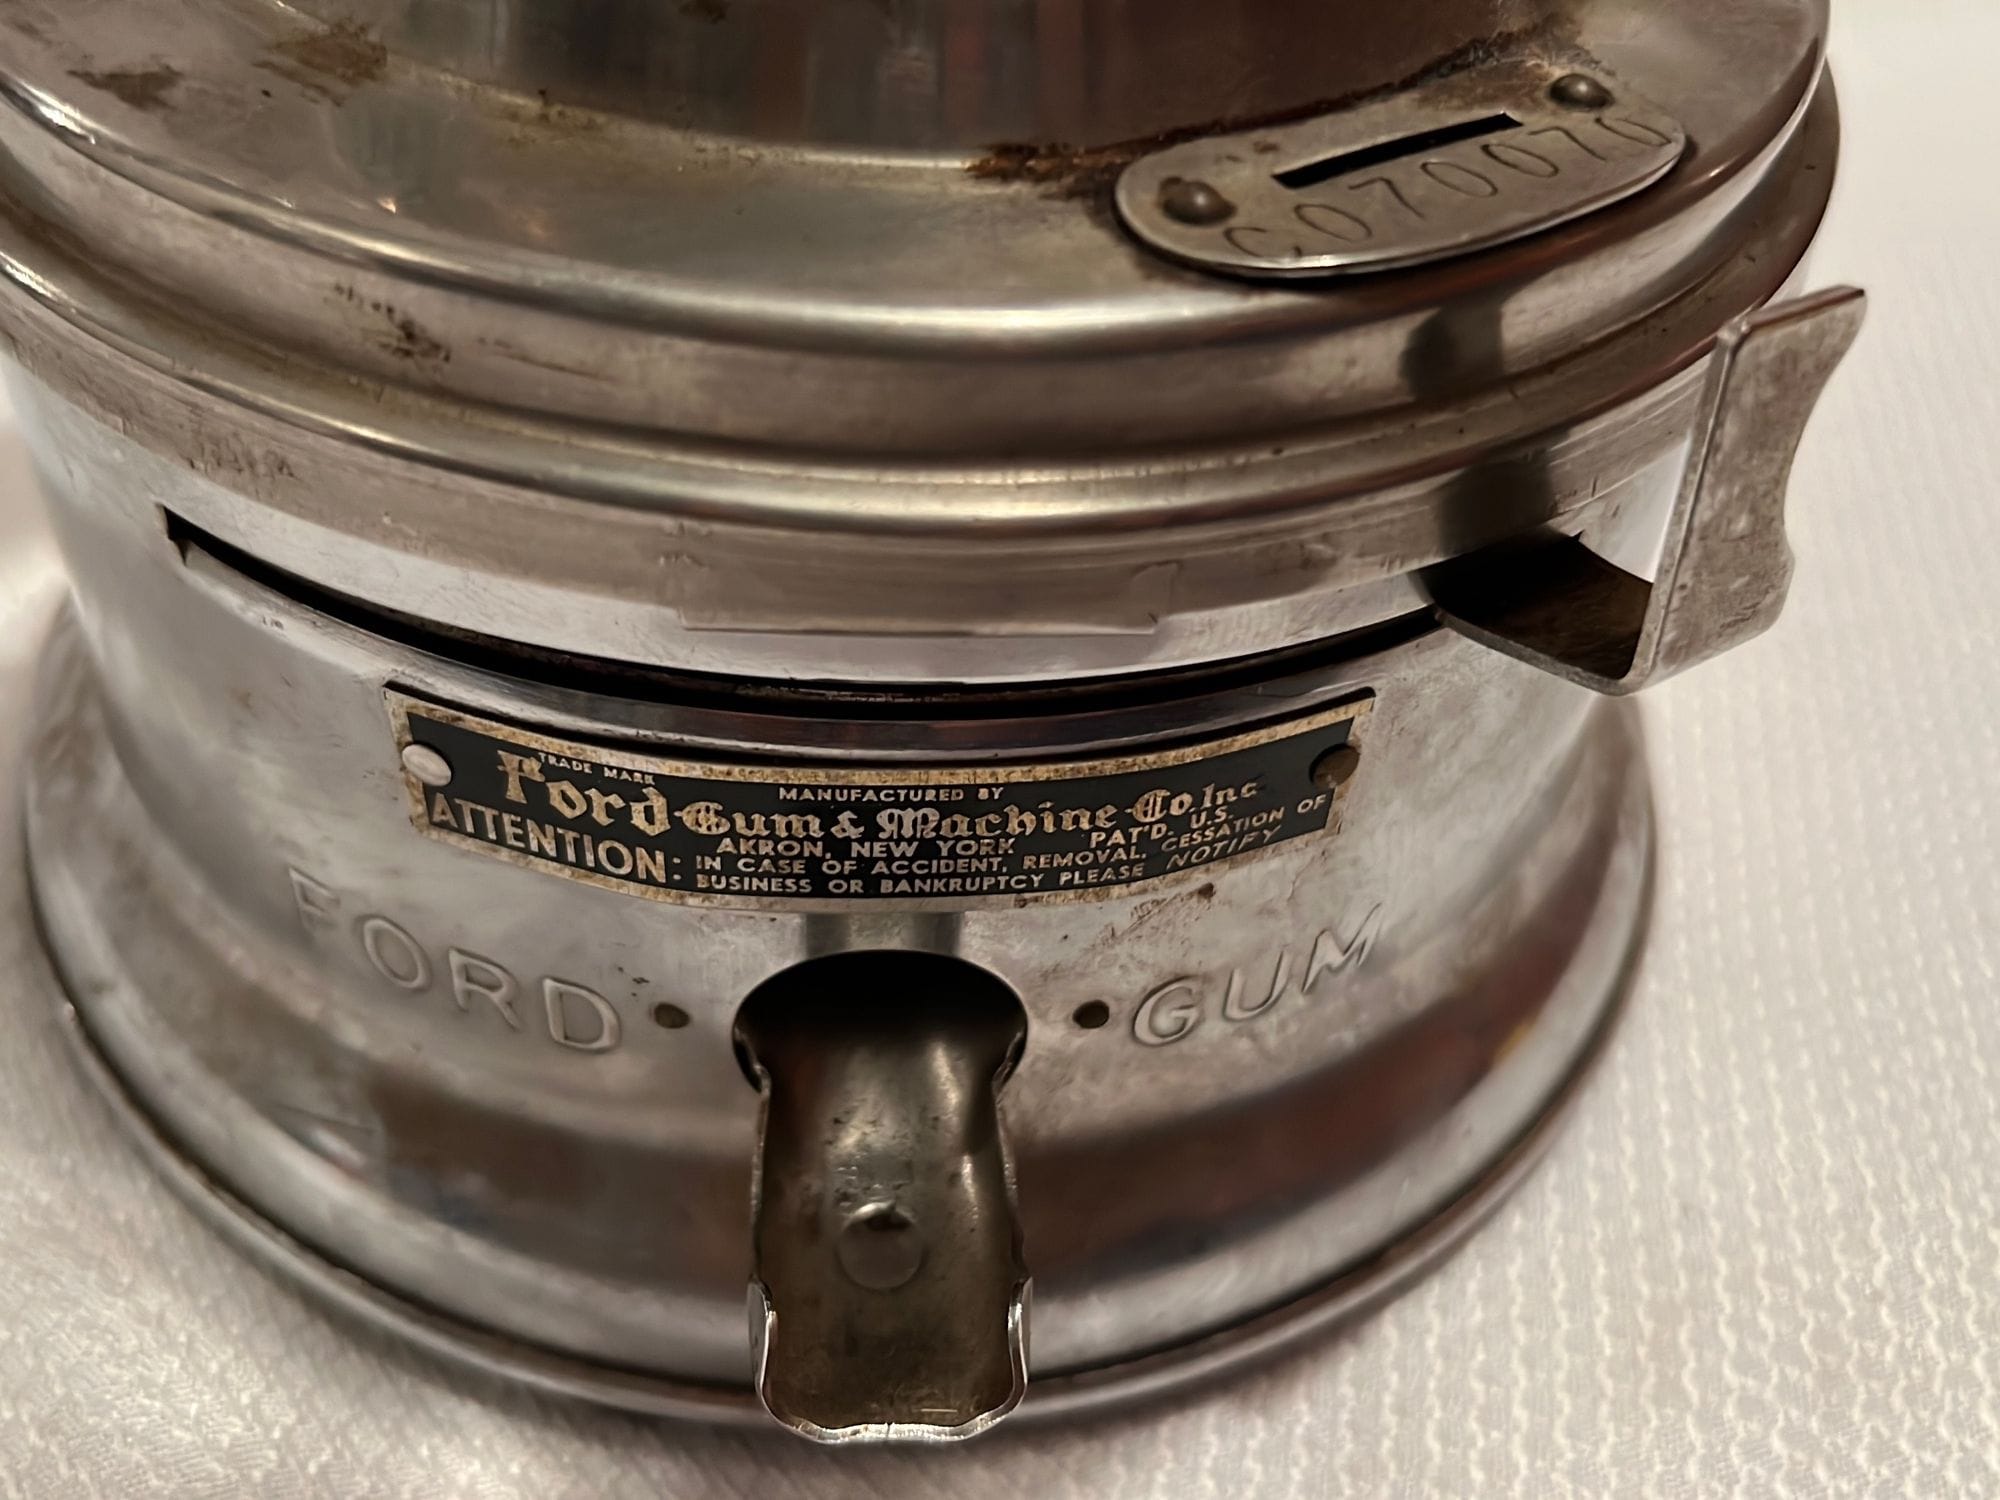 C.070070
TRADE MARK
Ford
MANUFACTURED BY
Gum & Machine Co. Inc
AKRON, NEW YORK PAT'D. U.S.
ATTENTION: IN CASE OF ACCIDENT, REMOVAL, CESSATION OF
BUSINESS OR BANKRUPTCY PLEASE NOTIFY
FORD GUM